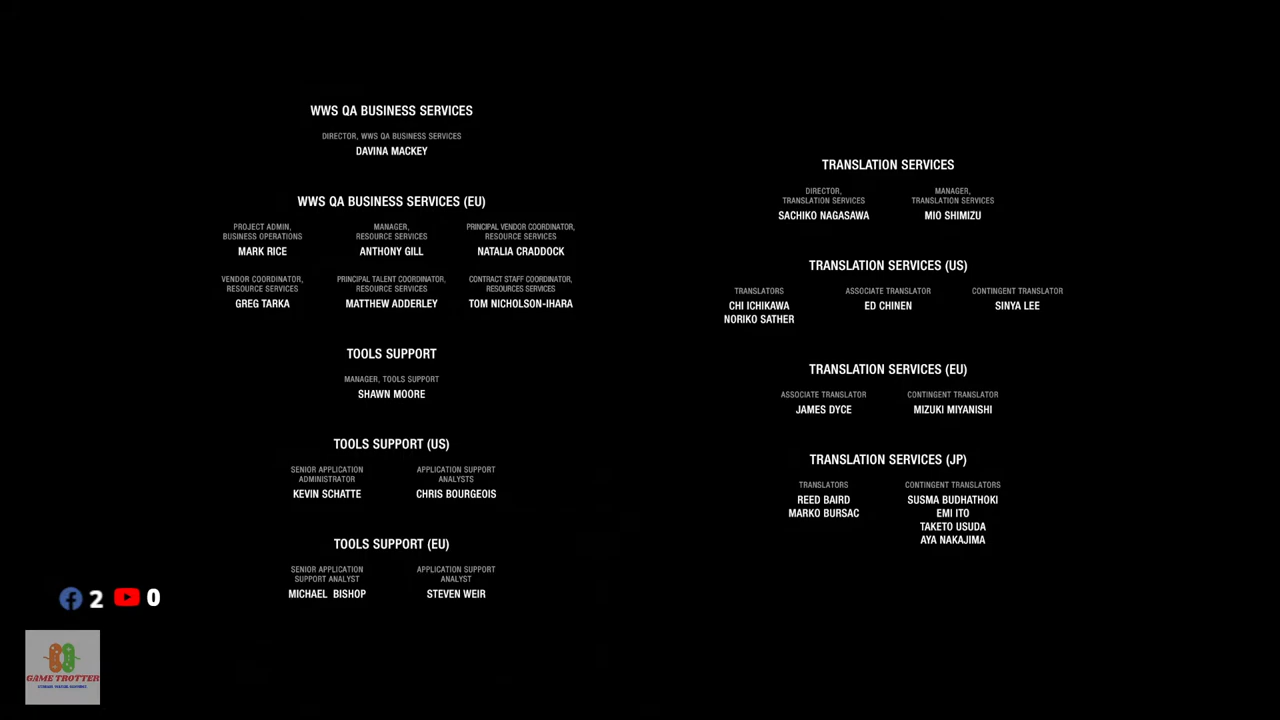 WWS QA BUSINESS SERVICES
DIRECTOR, WWS QA BUSINESS SERVICES
DAVINA MACKEY
WWS QA BUSINESS SERVICES (EU)
PROJECT ADMIN,
BUSINESS OPERATIONS
MARK RICE
MANAGER,
RESOURCE SERVICES
ANTHONY GILL
PRINCIPAL VENDOR COORDINATOR,
RESOURCE SERVICES
NATALIA CRADDOCK
VENDOR COORDINATOR,
RESOURCE SERVICES
GREG TARKA
PRINCIPAL TALENT COORDINATOR,
RESOURCE SERVICES
MATTHEW ADDERLEY
CONTRACT STAFF COORDINATOR,
RESOURCES SERVICES
TOM NICHOLSON-IHARA
TOOLS SUPPORT
MANAGER, TOOLS SUPPORT
SHAWN MOORE
TOOLS SUPPORT (US)
SENIOR APPLICATION
ADMINISTRATOR
KEVIN SCHATTE
APPLICATION SUPPORT
ANALYSTS
CHRIS BOURGEOIS
TOOLS SUPPORT (EU)
SENIOR APPLICATION
SUPPORT ANALYST
MICHAEL BISHOP
APPLICATION SUPPORT
ANALYST
STEVEN WEIR
TRANSLATION SERVICES
DIRECTOR,
TRANSLATION SERVICES
SACHIKO NAGASAWA
MANAGER,
TRANSLATION SERVICES
MIO SHIMIZU
TRANSLATION SERVICES (US)
TRANSLATORS
CHI ICHIKAWA
NORIKO SATHER
ASSOCIATE TRANSLATOR
ED CHINEN
CONTINGENT TRANSLATOR
SINYA LEE
TRANSLATION SERVICES (EU)
ASSOCIATE TRANSLATOR
JAMES DYCE
CONTINGENT TRANSLATOR
MIZUKI MIYANISHI
TRANSLATION SERVICES (JP)
TRANSLATORS
REED BAIRD
MARKO BURSAC
CONTINGENT TRANSLATORS
SUSMA BUDHATHOKI
EMI ITO
TAKETO USUDA
AYA NAKAJIMA
2 0
GAME TROTTER